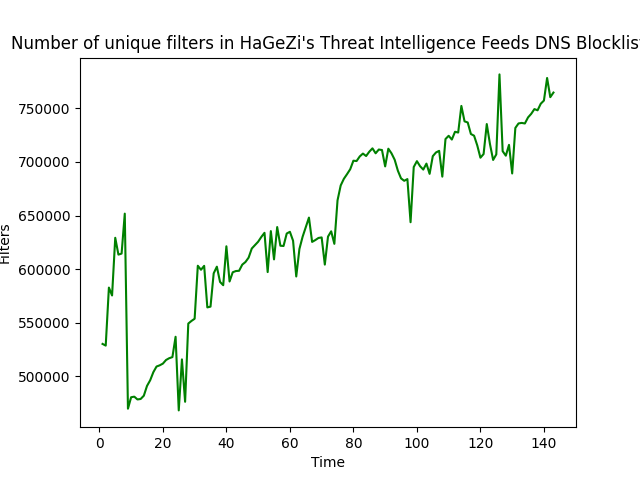 Number of unique filters in HaGeZi's Threat Intelligence Feeds DNS Blocklist
750000
700000
650000
600000
550000
500000
Filters
0 20 40 60 80 100 120 140
Time